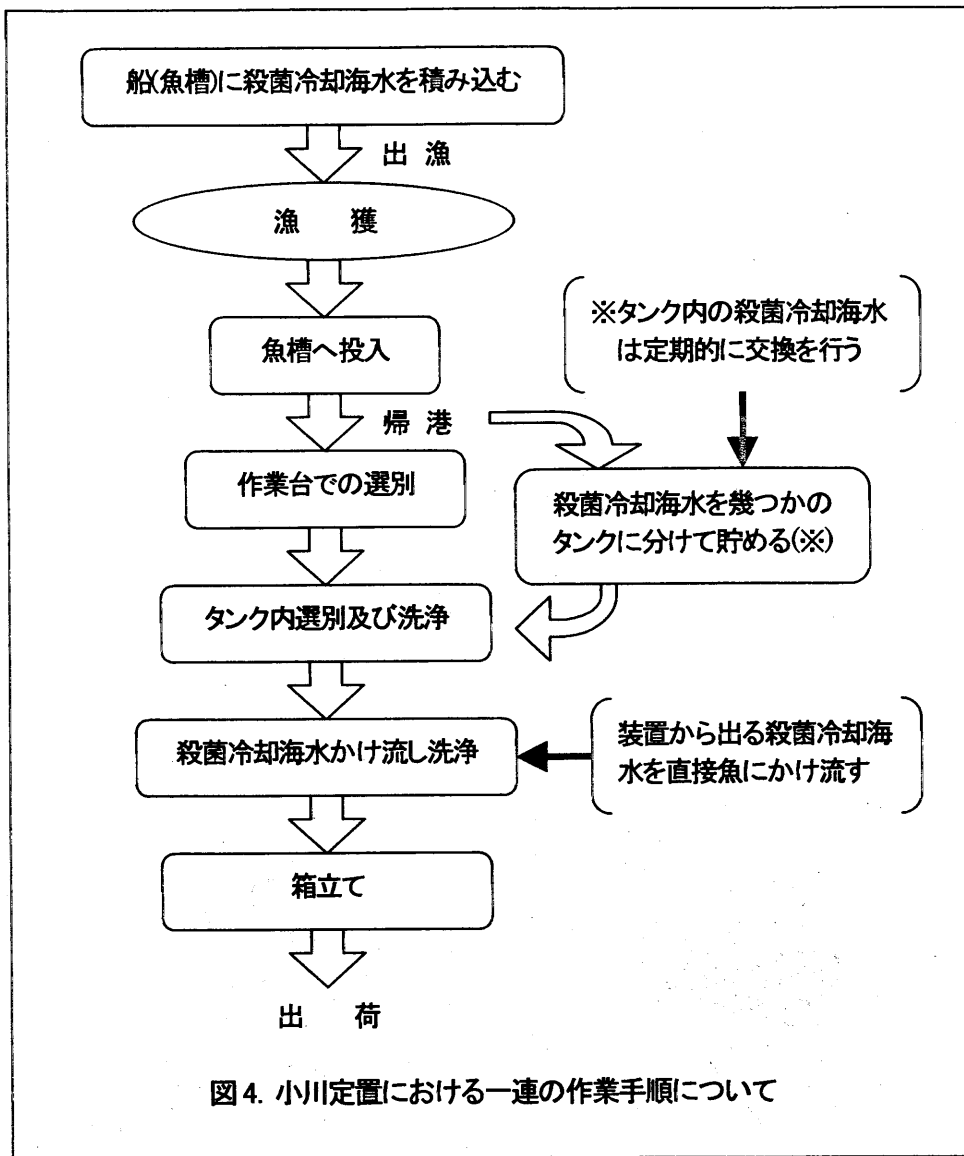 船(魚槽)に殺菌冷却海水を積み込む
出 漁
漁 獲
魚槽へ投入
※タンク内の殺菌冷却海水
は定期的に交換を行う
帰 港
作業台での選別
殺菌冷却海水を幾つかの
タンクに分けて貯める(※)
タンク内選別及び洗浄
殺菌冷却海水かけ流し洗浄
装置から出る殺菌冷却海
水を直接魚にかけ流す
箱立て
出 荷
図4. 小川定置における一連の作業手順について